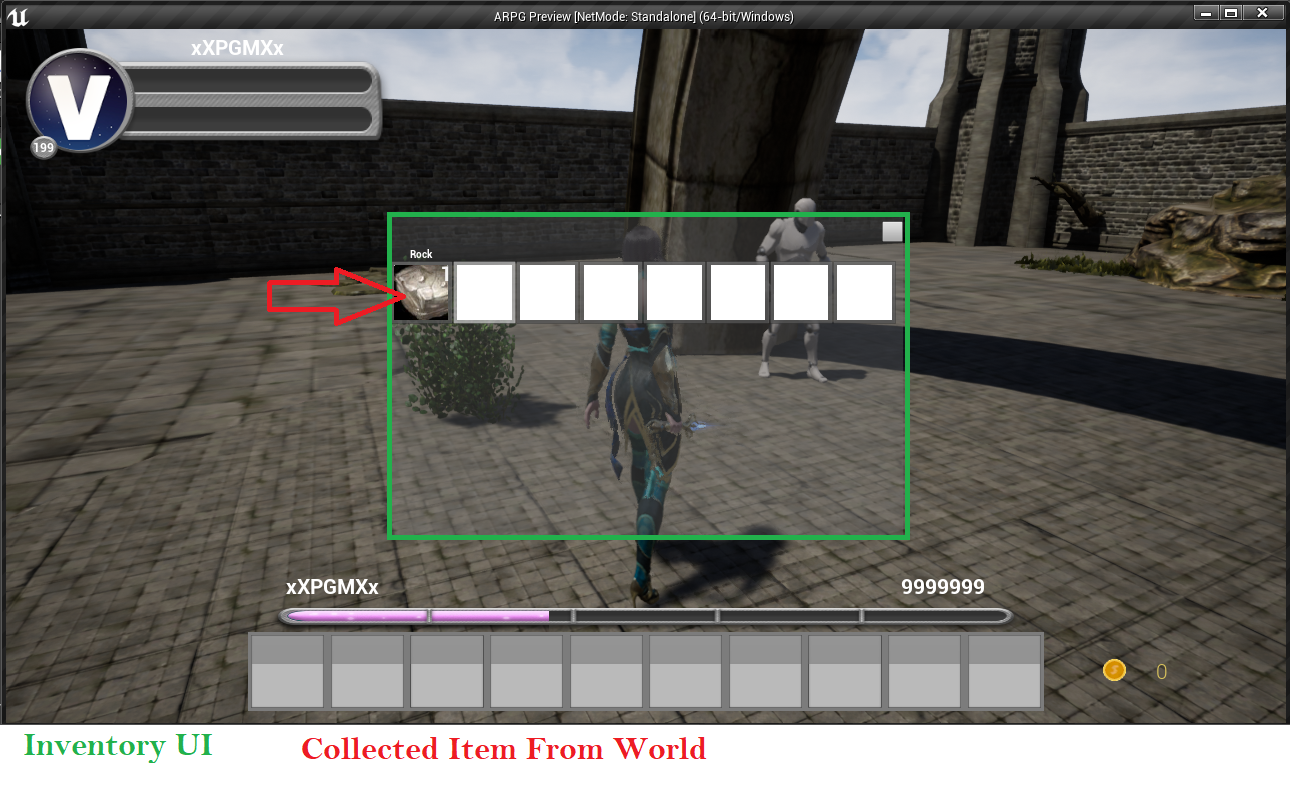 ARPG Preview [NetMode: Standalone] (64-bit/Windows)
xXPGMXx
V
199
Rock
1
xXPGMXx
9999999
0
Inventory UI
Collected Item From World